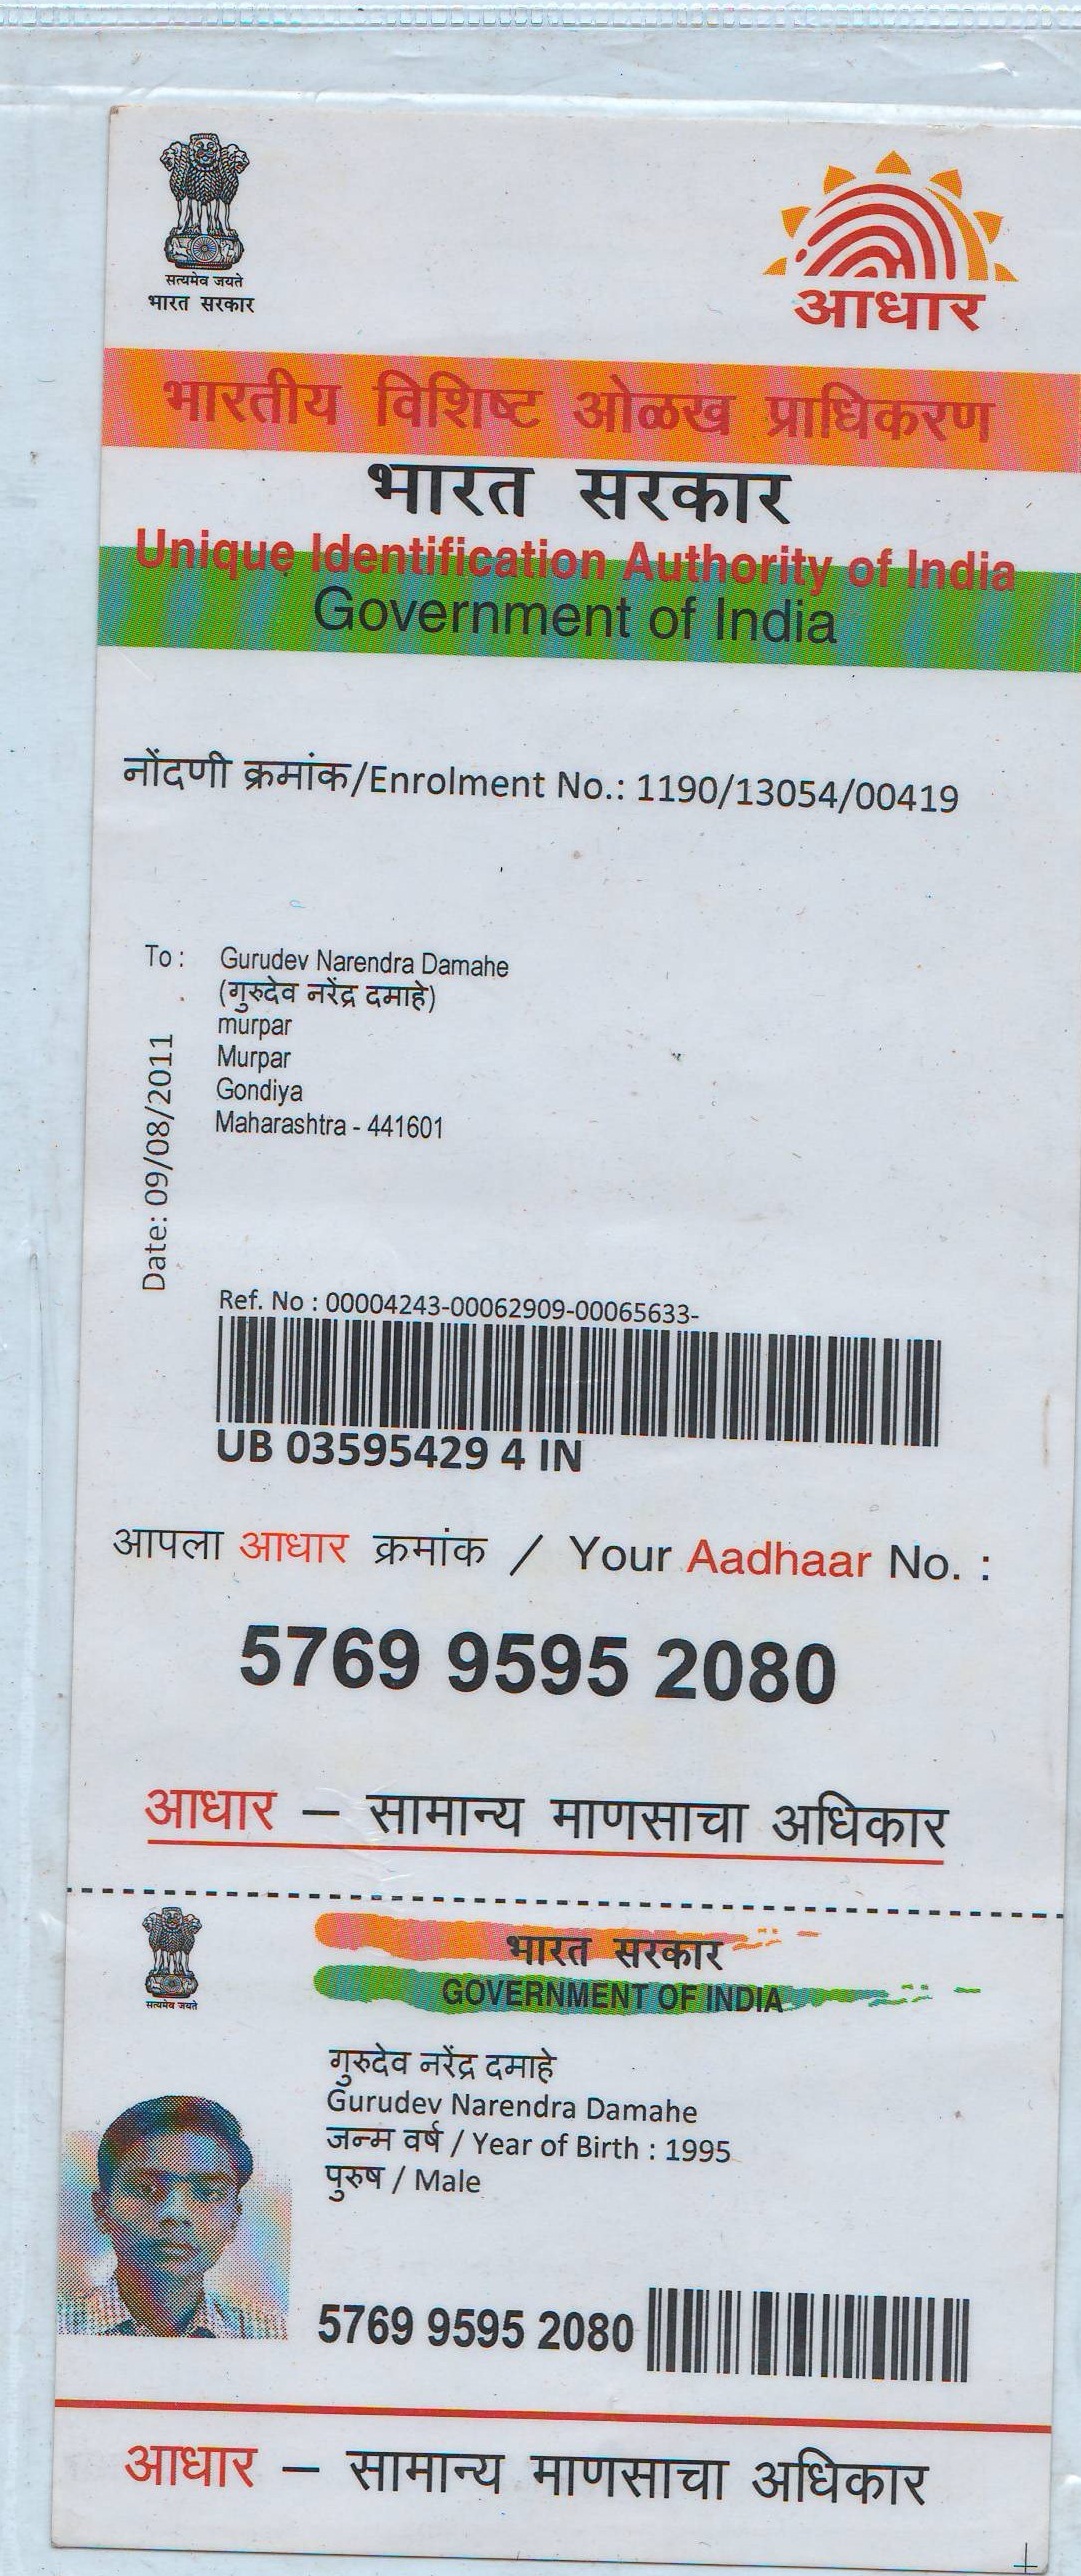 सत्यमेव जयते
भारत सरकार
आधार
भारतीय विशिष्ट ओळख प्राधिकरण
भारत सरकार
Unique Identification Authority of India
Government of India
नोंदणी क्रमांक/Enrolment No.: 1190/13054/00419
To : Gurudev Narendra Damahe
(गुरुदेव नरेंद्र दमाहे)
murpar
Murpar
Gondiya
Maharashtra - 441601
Date: 09/08/2011
Ref. No : 00004243-00062909-00065633-
UB 03595429 4 IN
आपला आधार क्रमांक / Your Aadhaar No. :
5769 9595 2080
आधार – सामान्य माणसाचा अधिकार
सत्यमेव जयते
भारत सरकार
GOVERNMENT OF INDIA
गुरुदेव नरेंद्र दमाहे
Gurudev Narendra Damahe
जन्म वर्ष / Year of Birth : 1995
पुरुष / Male
5769 9595 2080
आधार – सामान्य माणसाचा अधिकार